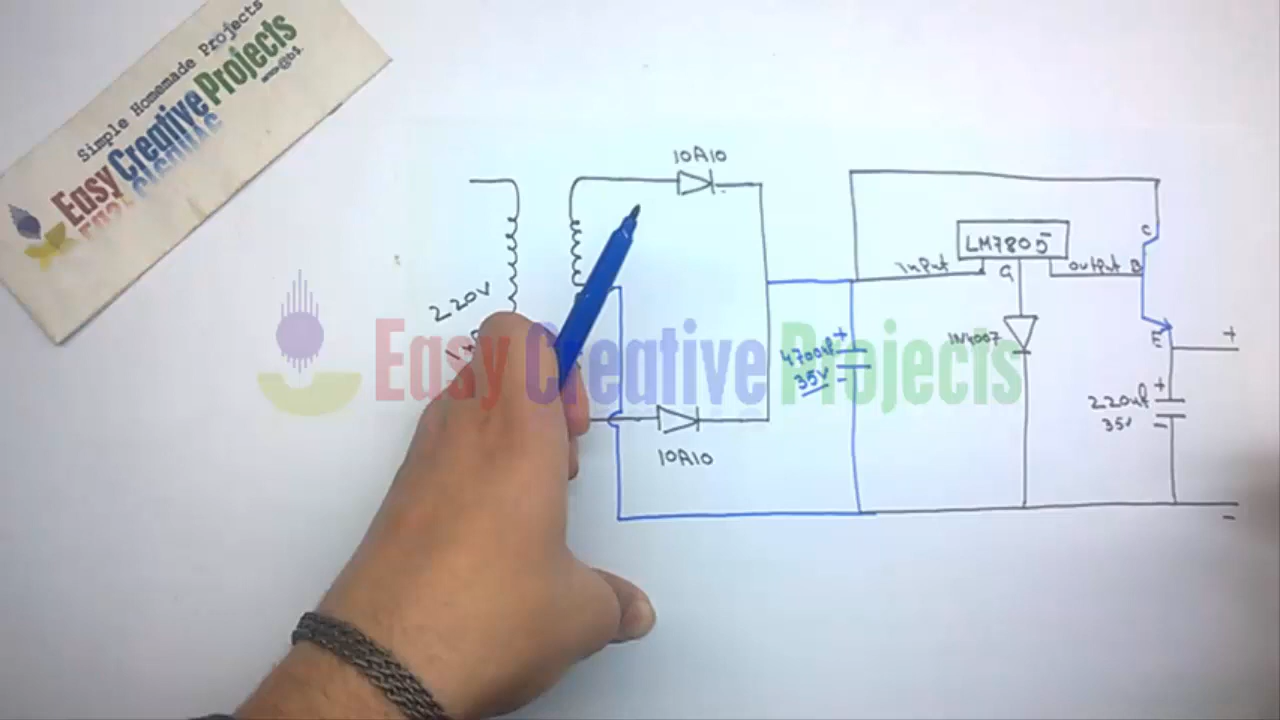 Simple Homemade Projects
Easy Creative Projects
10A10
220V
LM7805
Input
G
output B
C
E
1N4007
4700uf
35V
+
-
+
220uf
35V
-
+
-
10A10
Easy Creative Projects